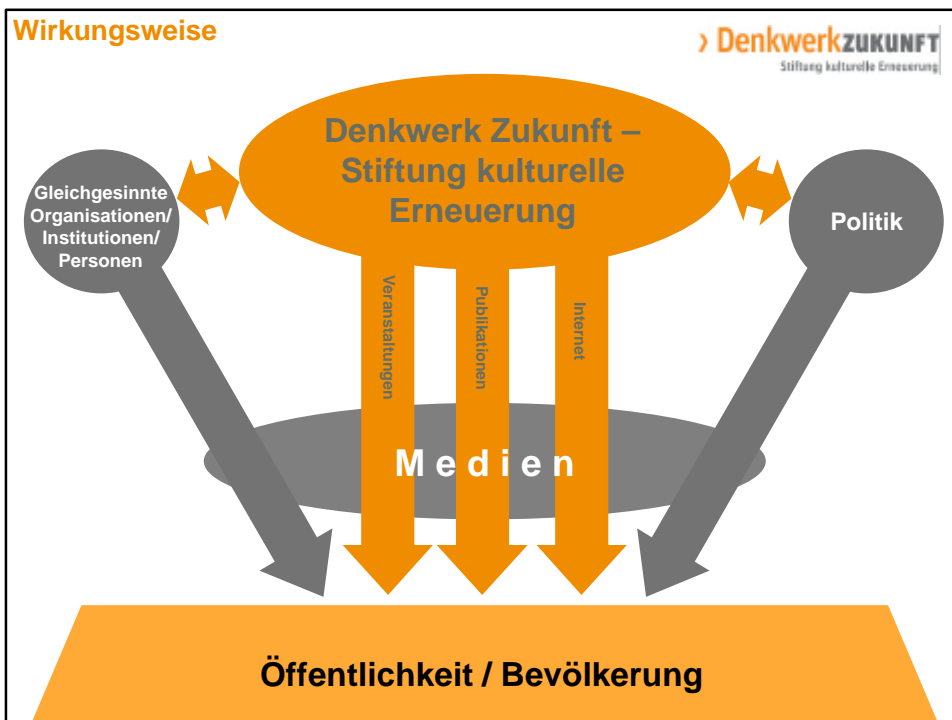 Wirkungsweise
› DenkwerkZUKUNFT
Stiftung kulturelle Erneuerung
Denkwerk Zukunft –
Stiftung kulturelle
Erneuerung
Gleichgesinnte
Organisationen/
Institutionen/
Personen
Politik
Veranstaltungen
Publikationen
Internet
Medien
Öffentlichkeit / Bevölkerung